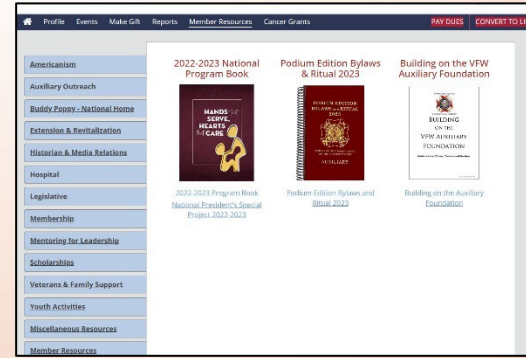 Profile Events Make Gift Reports Member Resources Cancer Grants PAY DUES CONVERT TO LI
Americanism
Auxiliary Outreach
Buddy Poppy - National Home
Extension & Revitalization
Historian & Media Relations
Hospital
Legislative
Membership
Mentoring for Leadership
Scholarships
Veterans & Family Support
Youth Activities
Miscellaneous Resources
Member Resources
2022-2023 National
Program Book
HANDS
SERVE,
HEARTS
CARE
2022-2023 Program Book
National President's Special
Project 2022-2023
Podium Edition Bylaws
& Ritual 2023
PODIUM EDITION
BYLAWS and RITUAL
2023
AUXILIARY
Podium Edition Bylaws and
Ritual 2023
Building on the VFW
Auxiliary Foundation
BUILDING
ON THE
VFW AUXILIARY
FOUNDATION
Building on the Auxiliary
Foundation